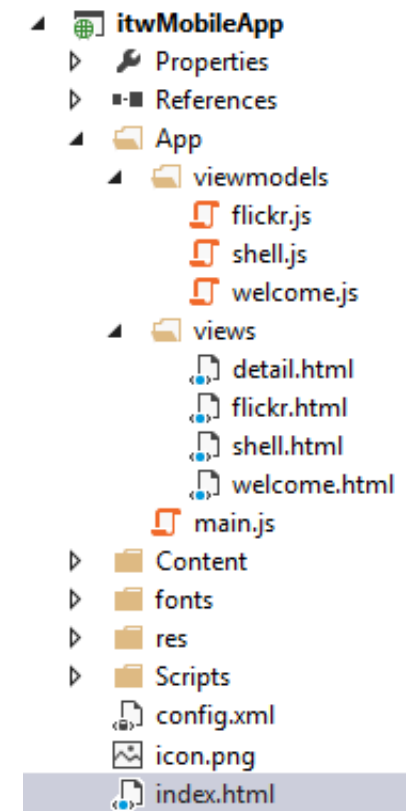 itwMobileApp
Properties
References
App
viewmodels
flickr.js
shell.js
welcome.js
views
detail.html
flickr.html
shell.html
welcome.html
main.js
Content
fonts
res
Scripts
config.xml
icon.png
index.html